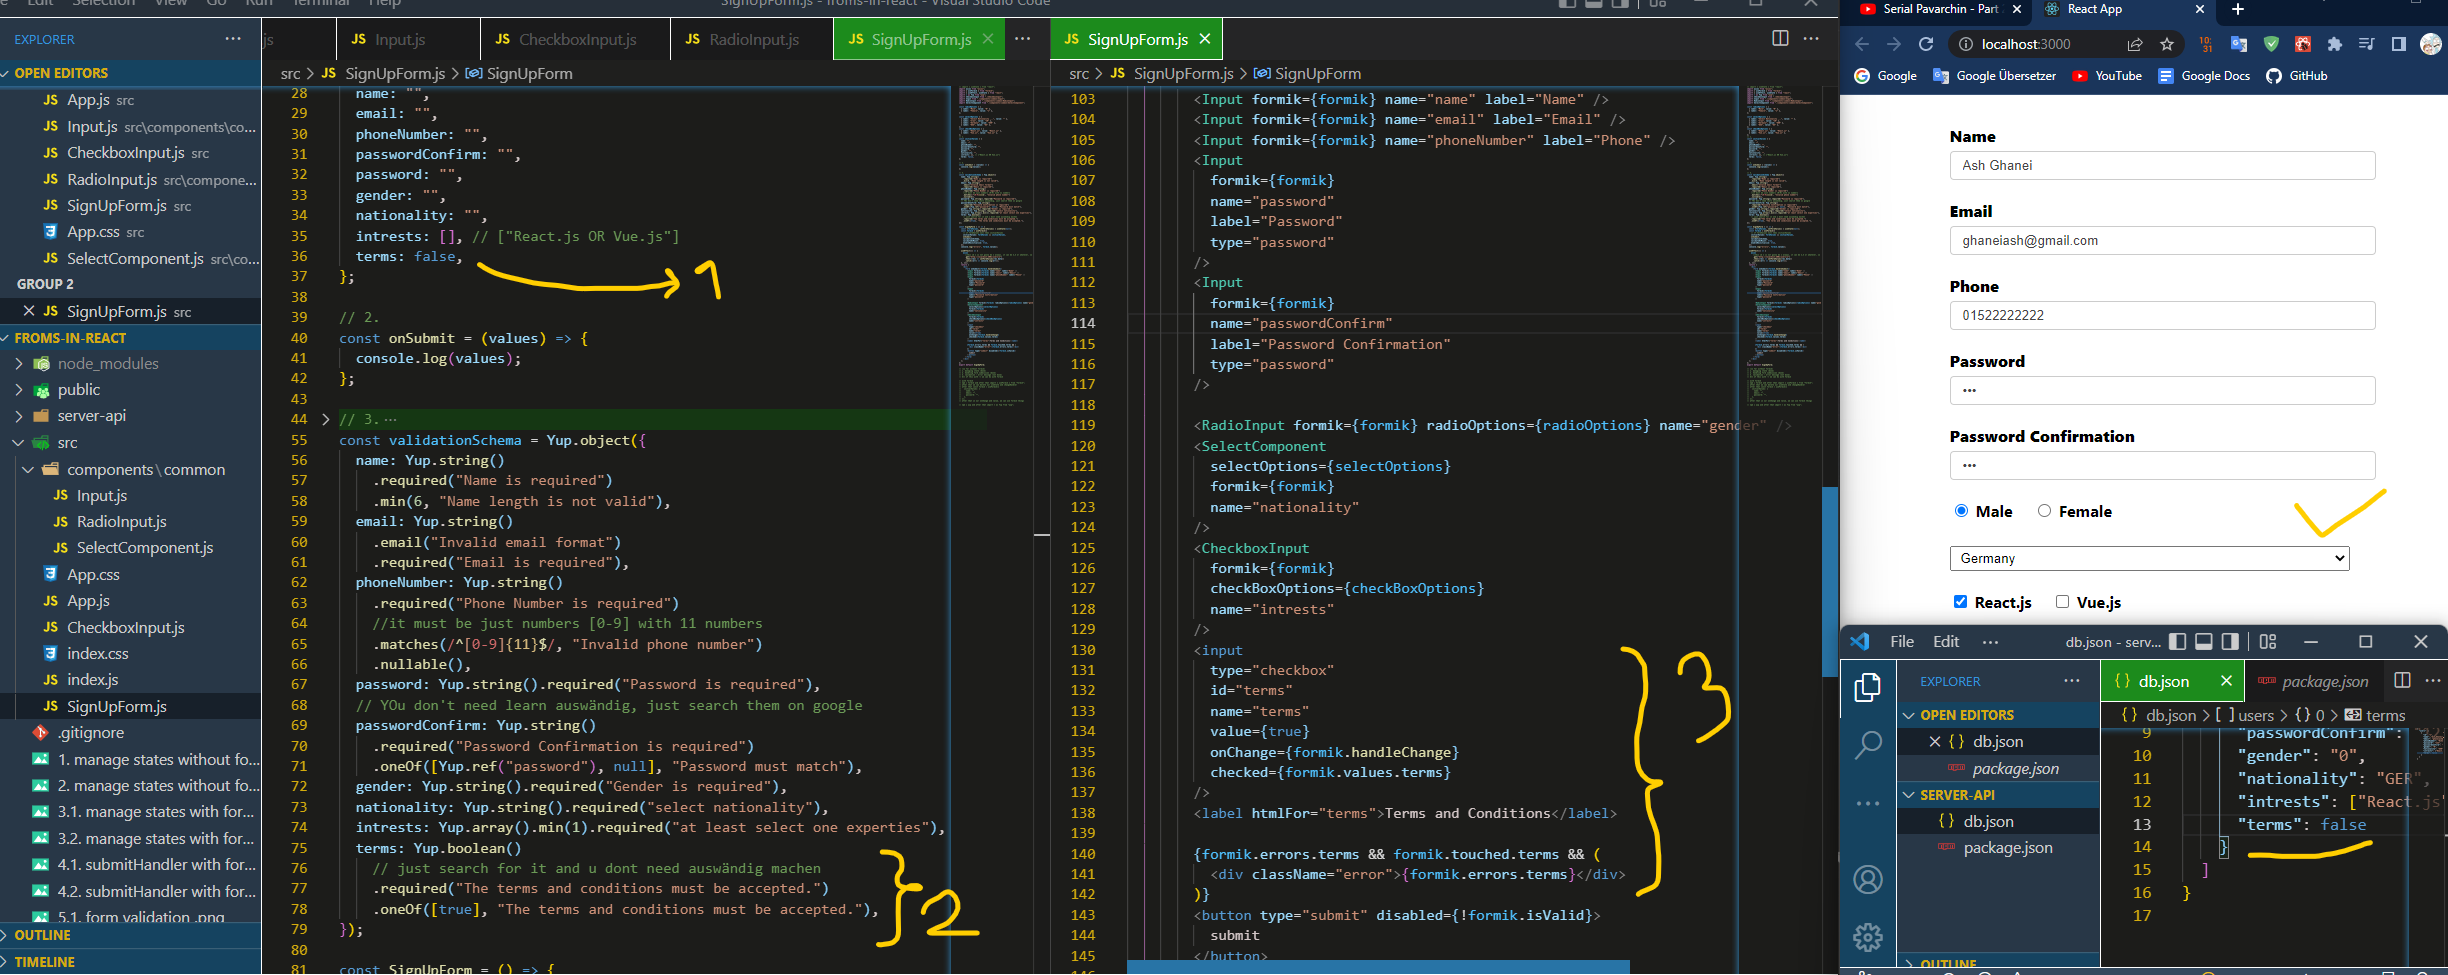 Edit Selection View Go Run Terminal Help
SignUpForm.js - froms-in-react - Visual Studio Code
EXPLORER
OPEN EDITORS
App.js src
Input.js src\components\co...
CheckboxInput.js src
RadioInput.js src\compone...
SignUpForm.js src
App.css src
SelectComponent.js src\co...
GROUP 2
SignUpForm.js src
FROMS-IN-REACT
node_modules
public
server-api
src
components\common
Input.js
RadioInput.js
SelectComponent.js
App.css
App.js
CheckboxInput.js
index.css
index.js
SignUpForm.js
.gitignore
1. manage states without fo...
2. manage states without fo...
3.1. manage states with for...
3.2. manage states with for...
4.1. submitHandler with for...
4.2. submitHandler with for...
5.1. form validation .png
OUTLINE
TIMELINE
js
JS Input.js
JS CheckboxInput.js
JS RadioInput.js
JS SignUpForm.js
src > JS SignUpForm.js > SignUpForm
28 name: "",
29 email: "",
30 phoneNumber: "",
31 passwordConfirm: "",
32 password: "",
33 gender: "",
34 nationality: "",
35 intrests: [], // ["React.js OR Vue.js"]
36 terms: false,
1
37 };
38
39 // 2.
40 const onSubmit = (values) => {
41 console.log(values);
42 };
43
44 // 3. ...
55 const validationSchema = Yup.object({
56 name: Yup.string()
57 .required("Name is required")
58 .min(6, "Name length is not valid"),
59 email: Yup.string()
60 .email("Invalid email format")
61 .required("Email is required"),
62 phoneNumber: Yup.string()
63 .required("Phone Number is required")
64 //it must be just numbers [0-9] with 11 numbers
65 .matches(/^[0-9]{11}$/, "Invalid phone number")
66 .nullable(),
67 password: Yup.string().required("Password is required"),
68 // YOu don't need learn auswändig, just search them on google
69 passwordConfirm: Yup.string()
70 .required("Password Confirmation is required")
71 .oneOf([Yup.ref("password"), null], "Password must match"),
72 gender: Yup.string().required("Gender is required"),
73 nationality: Yup.string().required("select nationality"),
74 intrests: Yup.array().min(1).required("at least select one experties"),
75 terms: Yup.boolean()
76 // just search for it and u dont need auswändig machen
77 .required("The terms and conditions must be accepted.")
78 .oneOf([true], "The terms and conditions must be accepted."),
2
79 });
80
81 const SignUpForm = () => {
JS SignUpForm.js
src > JS SignUpForm.js > SignUpForm
103 <Input formik={formik} name="name" label="Name" />
104 <Input formik={formik} name="email" label="Email" />
105 <Input formik={formik} name="phoneNumber" label="Phone" />
106 <Input
107 formik={formik}
108 name="password"
109 label="Password"
110 type="password"
111 />
112 <Input
113 formik={formik}
114 name="passwordConfirm"
115 label="Password Confirmation"
116 type="password"
117 />
118
119 <RadioInput formik={formik} radioOptions={radioOptions} name="gender" />
120 <SelectComponent
121 selectOptions={selectOptions}
122 formik={formik}
123 name="nationality"
124 />
125 <CheckboxInput
126 formik={formik}
127 checkBoxOptions={checkBoxOptions}
128 name="intrests"
129 />
130 <input
131 type="checkbox"
132 id="terms"
133 name="terms"
134 value={true}
135 onChange={formik.handleChange}
136 checked={formik.values.terms}
137 />
138 <label htmlFor="terms">Terms and Conditions</label>
139
140 {formik.errors.terms && formik.touched.terms && (
141 <div className="error">{formik.errors.terms}</div>
142 )}
3
143 <button type="submit" disabled={!formik.isValid}>
144 submit
145 </button>
Serial Pavarchin - Part
React App
localhost:3000
10:
31
Google
Google Übersetzer
YouTube
Google Docs
GitHub
Name
Ash Ghanei
Email
ghaneiash@gmail.com
Phone
01522222222
Password
•••
Password Confirmation
•••
Male Female
Germany
React.js Vue.js
File Edit ...
db.json - serv...
EXPLORER
OPEN EDITORS
{} db.json
package.json
SERVER-API
{} db.json
package.json
OUTLINE
{} db.json
package.json
{} db.json > [ ] users > {} 0 > terms
9 "passwordConfirm":
10 "gender": "0",
11 "nationality": "GER",
12 "intrests": ["React.js"
13 "terms": false
14 }
15 ]
16 }
17